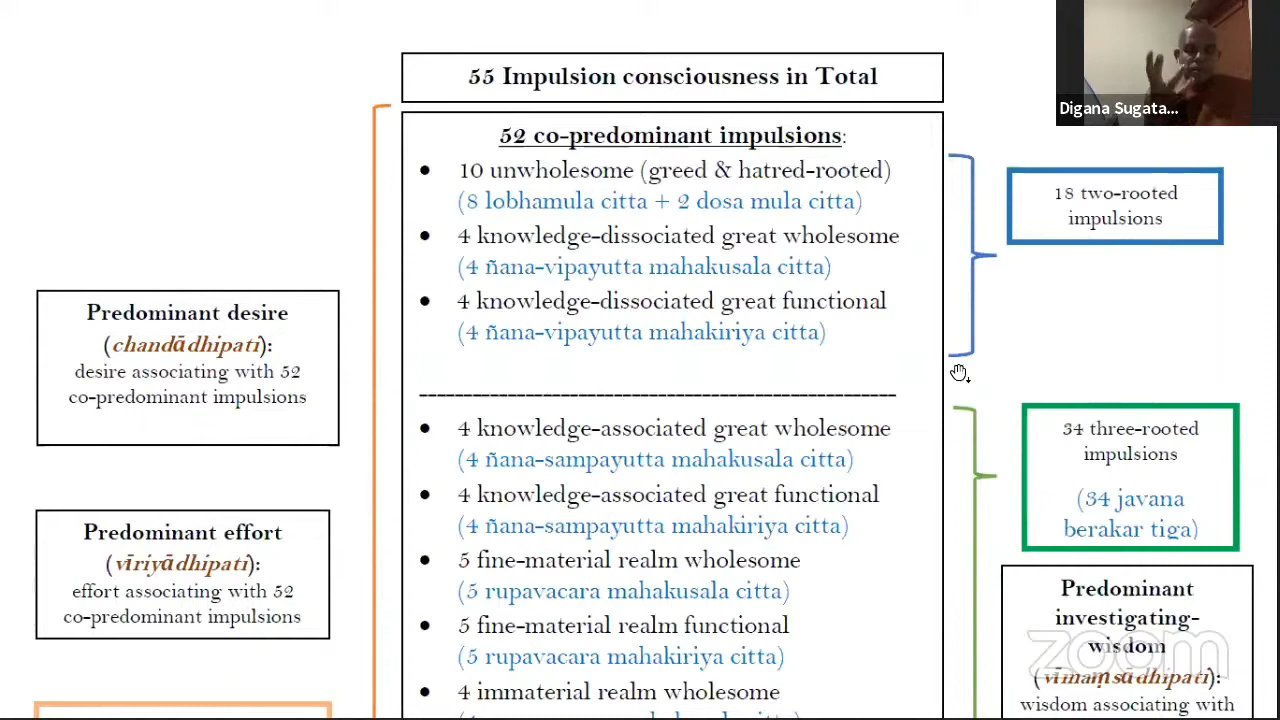 55 Impulsion consciousness in Total
Digana Sugata...
52 co-predominant impulsions:
• 10 unwholesome (greed & hatred-rooted)
(8 lobhamula citta + 2 dosa mula citta)
• 4 knowledge-dissociated great wholesome
(4 ñana-vipayutta mahakusala citta)
• 4 knowledge-dissociated great functional
(4 ñana-vipayutta mahakiriya citta)
18 two-rooted
impulsions
Predominant desire
(chandādhipati):
desire associating with 52
co-predominant impulsions
• 4 knowledge-associated great wholesome
(4 ñana-sampayutta mahakusala citta)
• 4 knowledge-associated great functional
(4 ñana-sampayutta mahakiriya citta)
• 5 fine-material realm wholesome
(5 rupavacara mahakusala citta)
• 5 fine-material realm functional
(5 rupavacara mahakiriya citta)
• 4 immaterial realm wholesome
34 three-rooted
impulsions
(34 javana
berakar tiga)
Predominant effort
(vīriyādhipati):
effort associating with 52
co-predominant impulsions
Predominant
investigating-
wisdom
(vīmaṃsādhipati):
wisdom associating with
zoom